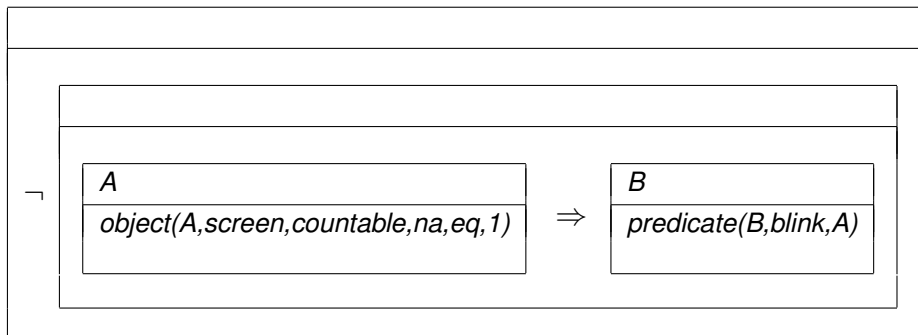 A
B
¬
object(A,screen,countable,na,eq,1)
⇒
predicate(B,blink,A)